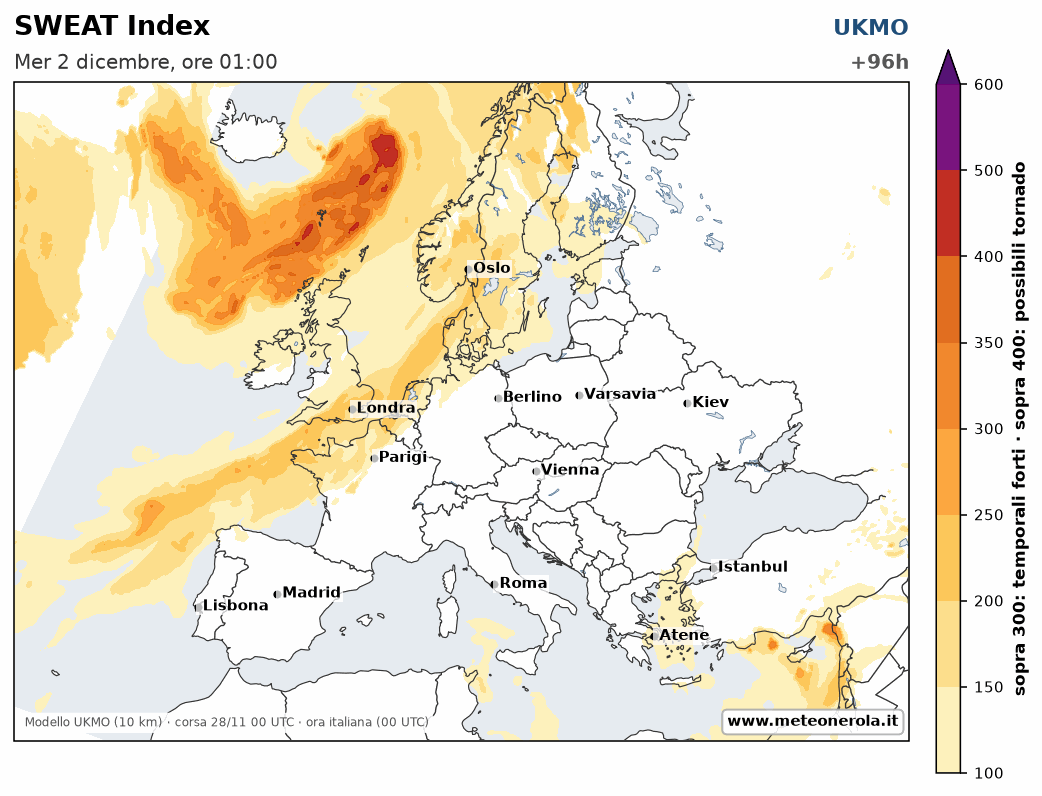 SWEAT Index
UKMO
Mer 2 dicembre, ore 01:00
+96h
600
500
400
350
300
250
200
150
100
sopra 300: temporali forti · sopra 400: possibili tornado
Oslo
Londra
Berlino
Varsavia
Kiev
Parigi
Vienna
Istanbul
Roma
Madrid
Lisbona
Atene
Modello UKMO (10 km) · corsa 28/11 00 UTC · ora italiana (00 UTC)
www.meteonerola.it